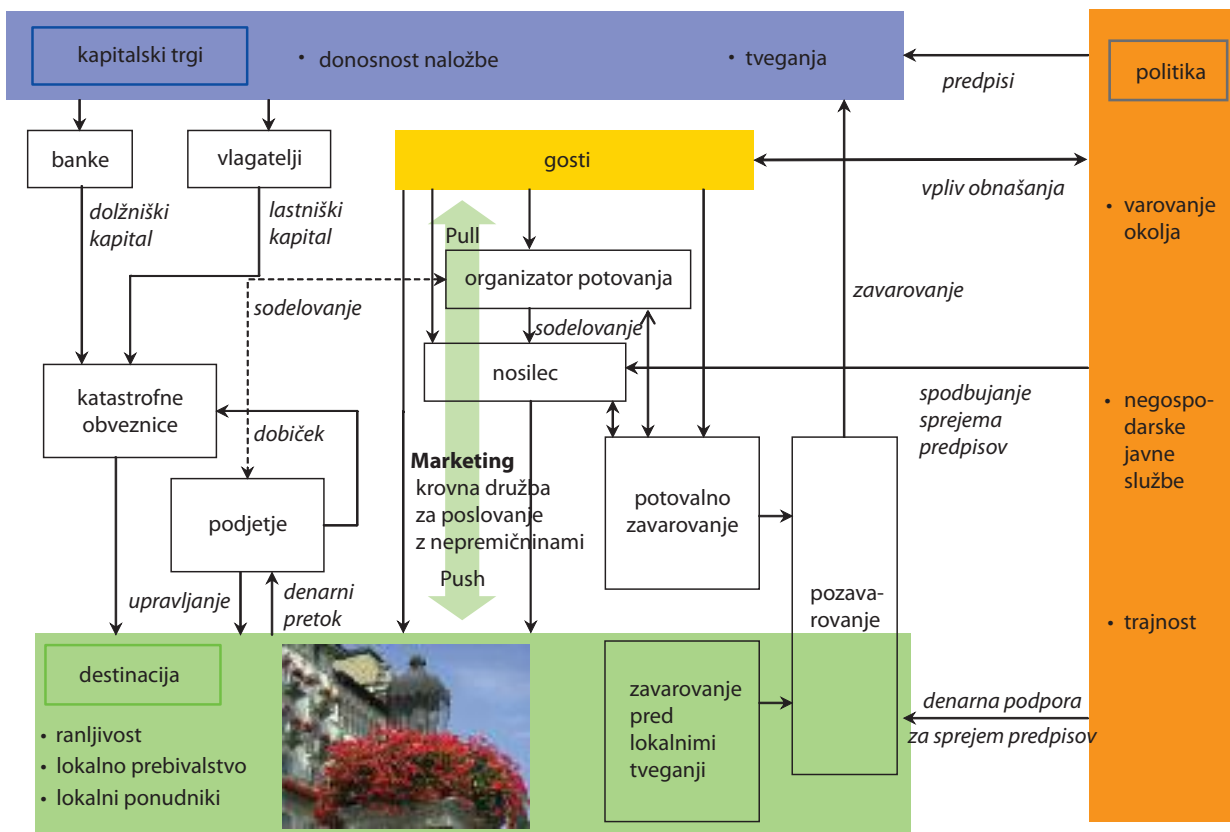 kapitalski trgi
• donosnost naložbe
• tveganja
predpisi
politika
banke
vlagatelji
gosti
vpliv obnašanja
dolžniški
kapital
lastniški
kapital
• varovanje
okolja
Pull
organizator potovanja
sodelovanje
zavarovanje
sodelovanje
nosilec
katastrofne
obveznice
spodbujanje
sprejema
predpisov
• negospo-
darske
javne
službe
dobiček
Marketing
krovna družba
za poslovanje
z nepremičninami
potovalno
zavarovanje
podjetje
Push
upravljanje
denarni
pretok
pozava-
rovanje
• trajnost
destinacija
zavarovanje
pred
lokalnimi
tveganji
denarna podpora
za sprejem predpisov
• ranljivost
• lokalno prebivalstvo
• lokalni ponudniki